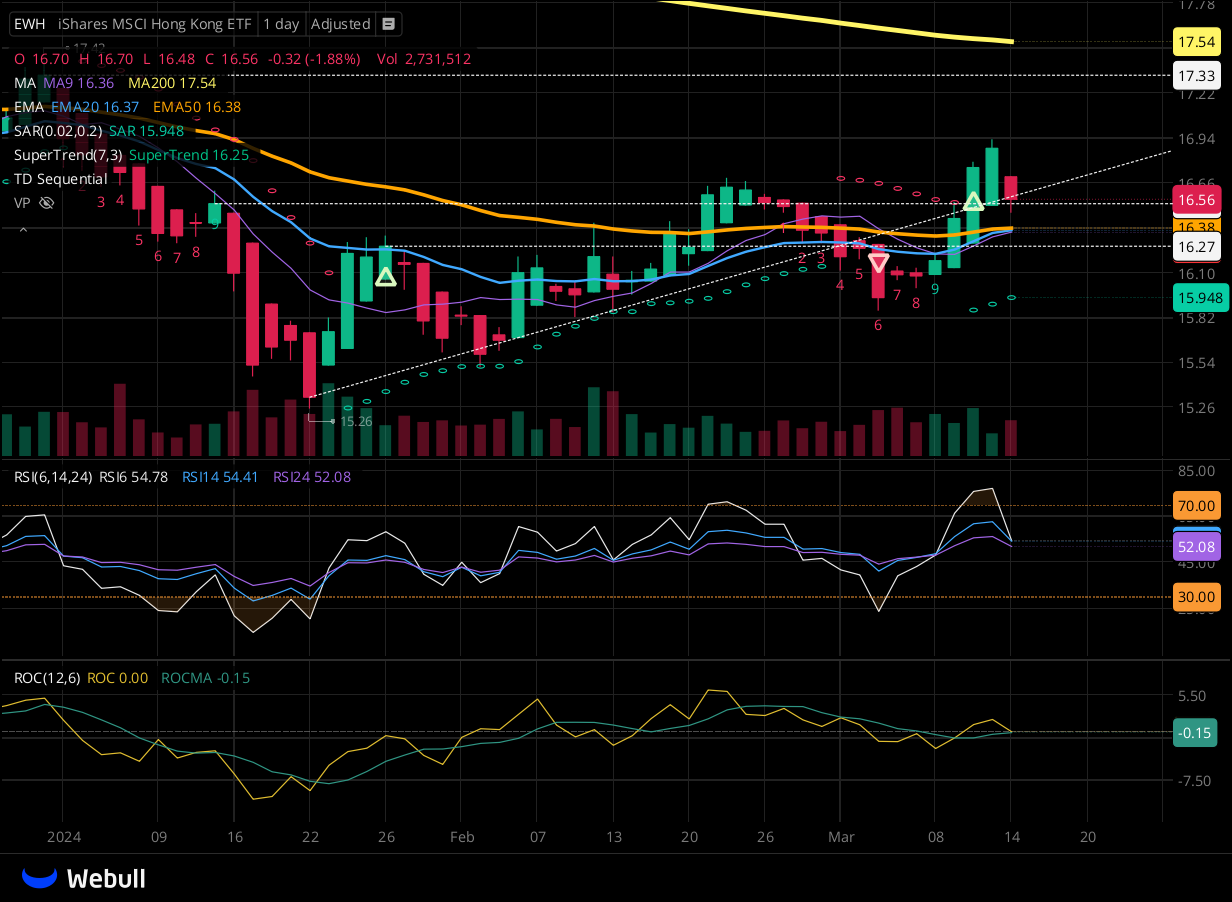 EWH iShares MSCI Hong Kong ETF 1 day Adjusted
17.78
17.54
17.42
O 16.70 H 16.70 L 16.48 C 16.56 -0.32 (-1.88%) Vol 2,731,512
17.33
MA MA9 16.36 MA200 17.54
17.22
EMA EMA20 16.37 EMA50 16.38
SAR(0.02,0.2) SAR 15.948
16.94
SuperTrend(7,3) SuperTrend 16.25
TD Sequential
16.66
VP 3 4
16.56
9
16.38
5 6 7 8
16.27
2 3 4 5 6 7 8 9
16.10
15.948
15.82
15.54
15.26
15.26
RSI(6,14,24) RSI6 54.78 RSI14 54.41 RSI24 52.08
85.00
70.00
52.08
45.00
30.00
ROC(12,6) ROC 0.00 ROCMA -0.15
5.50
-0.15
-7.50
2024 09 16 22 26 Feb 07 13 20 26 Mar 08 14 20
Webull